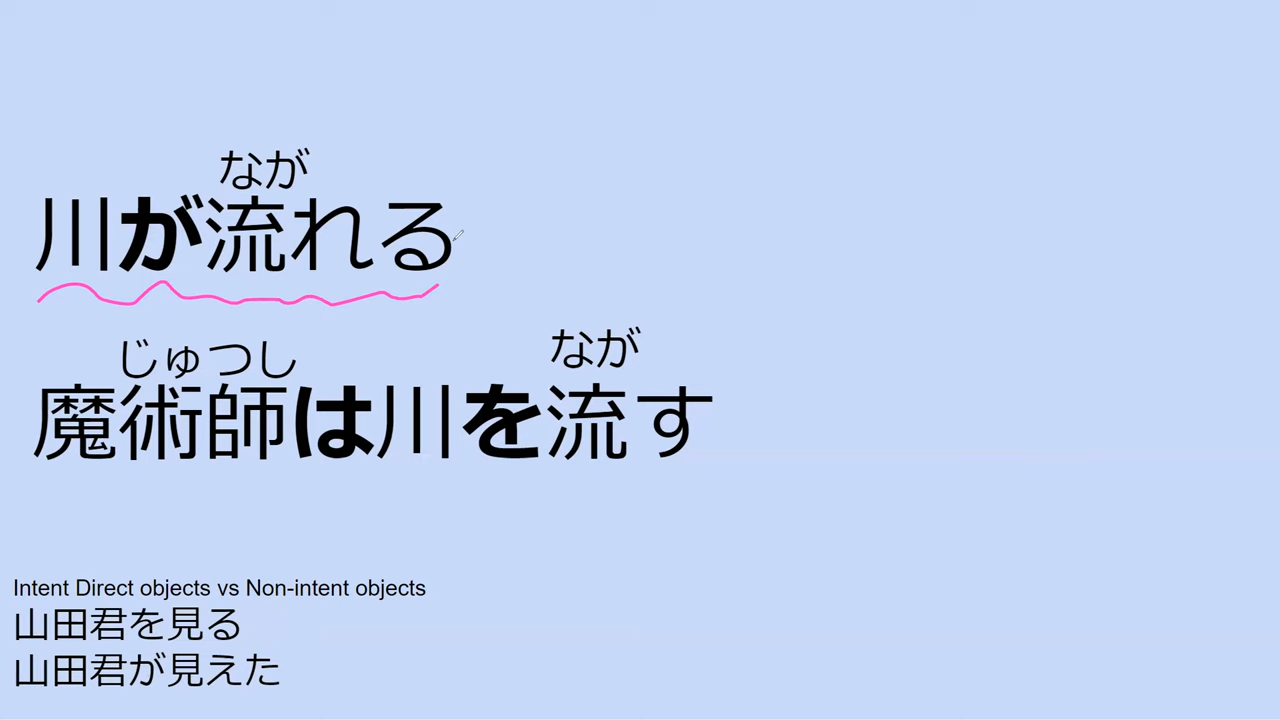 なが
川が流れる
じゅつし なが
魔術師は川を流す
Intent Direct objects vs Non-intent objects
山田君を見る
山田君が見えた